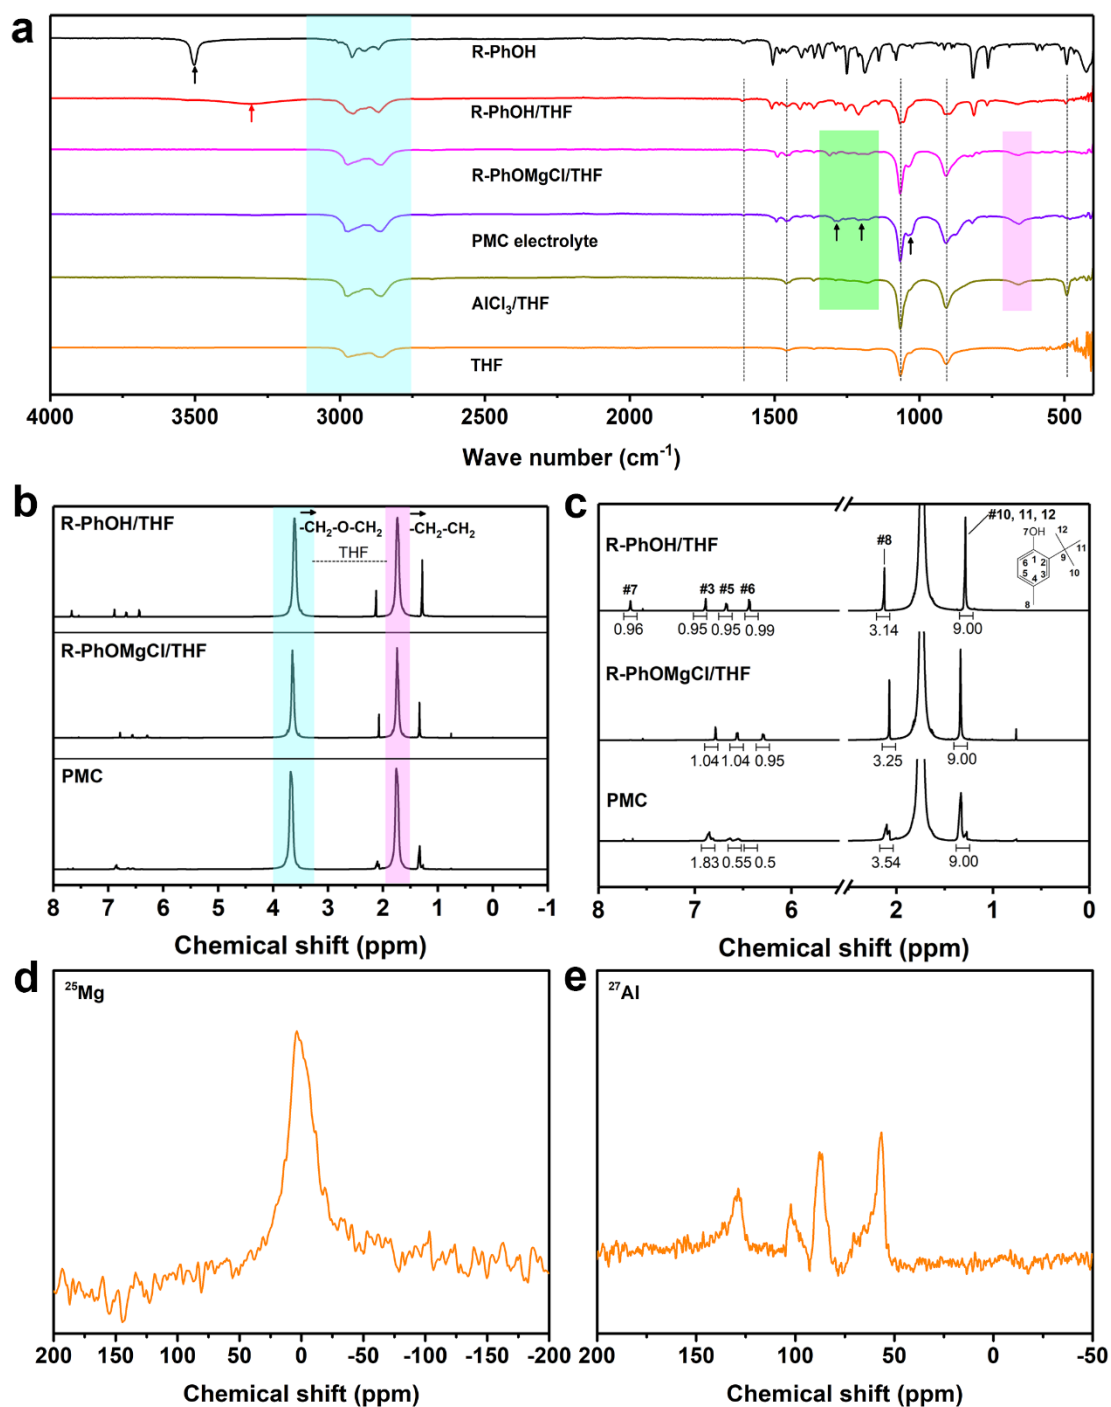 a
R-PhOH
R-PhOH/THF
R-PhOMgCl/THF
PMC electrolyte
AlCl₃/THF
THF
4000 3500 3000 2500 2000 1500 1000 500
Wave number (cm⁻¹)
b
R-PhOH/THF
-CH₂-O-CH₂ -CH₂-CH₂
THF
R-PhOMgCl/THF
PMC
8 7 6 5 4 3 2 1 0 -1
Chemical shift (ppm)
c
#10, 11, 12
R-PhOH/THF
#8
#7 #3 #5 #6
7OH 12 11 10 9 1 2 3 4 5 6 8
0.96 0.95 0.95 0.99 3.14 9.00
R-PhOMgCl/THF
1.04 1.04 0.95 3.25 9.00
PMC
1.83 0.55 0.5 3.54 9.00
8 7 6 2 1 0
Chemical shift (ppm)
d
²⁵Mg
200 150 100 50 0 -50 -100 -150 -200
Chemical shift (ppm)
e
²⁷Al
200 150 100 50 0 -50
Chemical shift (ppm)